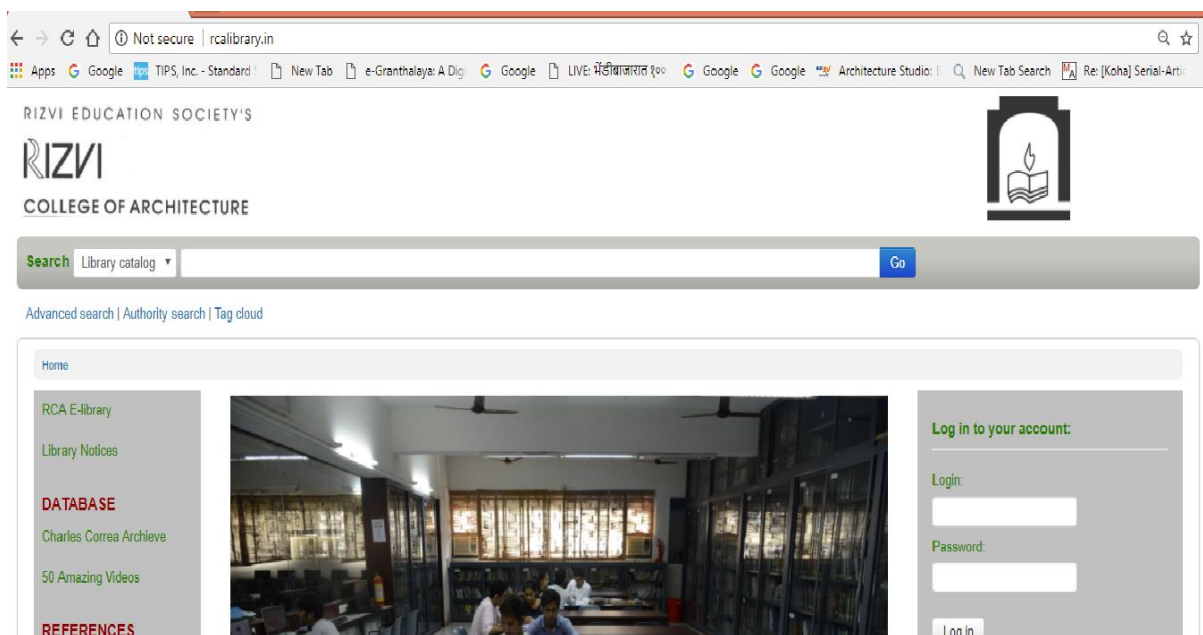 Not secure | rcalibrary.in
Apps Google tips TIPS, Inc. - Standard S New Tab e-Granthalaya: A Dig Google LIVE: भेंडीबाजारात १०० Google Google Architecture Studio: E New Tab Search MA Re: [Koha] Serial-Artic
RIZVI EDUCATION SOCIETY'S
RIZVI
COLLEGE OF ARCHITECTURE
Search Library catalog Go
Advanced search | Authority search | Tag cloud
Home
RCA E-library
Library Notices
DATABASE
Charles Correa Archieve
50 Amazing Videos
REFERENCES
Log in to your account:
Login:
Password:
Log in